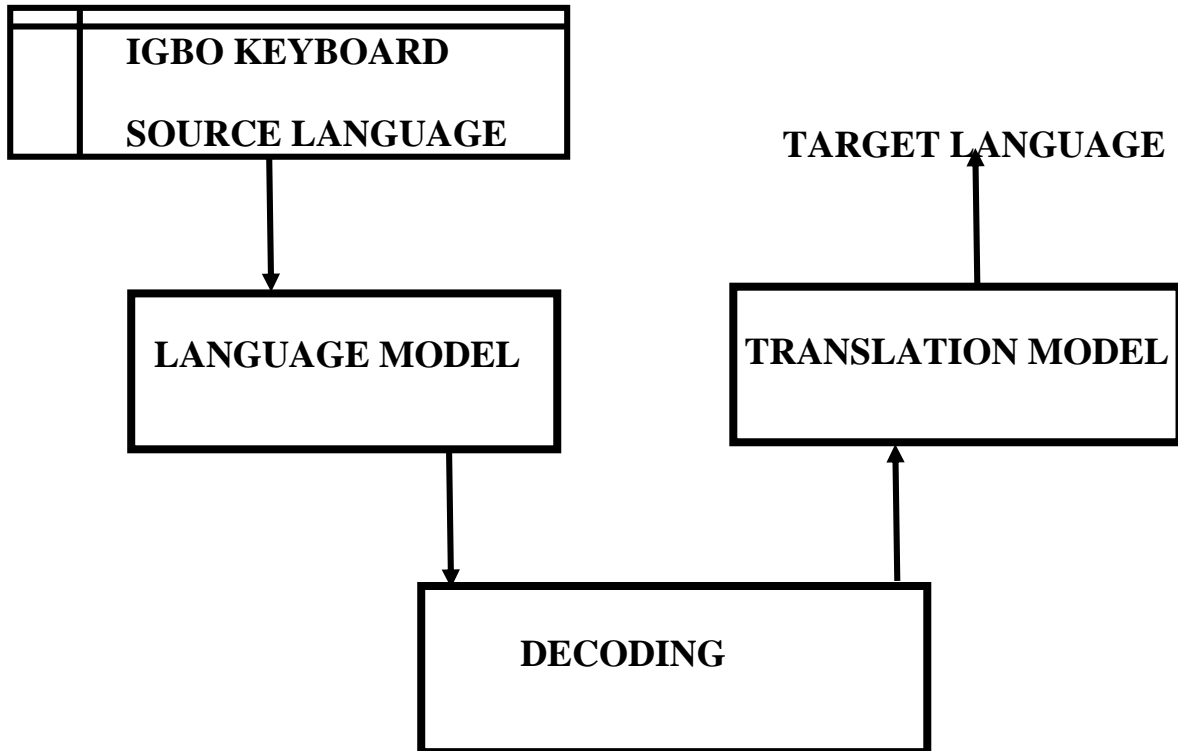 IGBO KEYBOARD
SOURCE LANGUAGE
TARGET LANGUAGE
LANGUAGE MODEL
TRANSLATION MODEL
DECODING